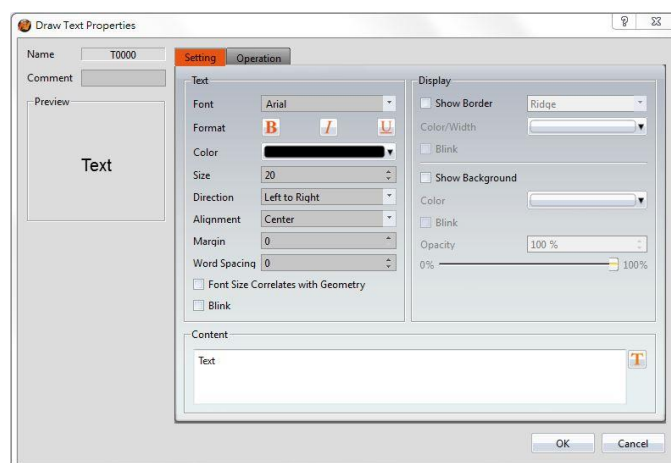 Draw Text Properties
Name T0000
Comment
Preview
Text
Setting Operation
Text
Font Arial
Format B I U
Color
Size 20
Direction Left to Right
Alignment Center
Margin 0
Word Spacing 0
Font Size Correlates with Geometry
Blink
Display
Show Border Ridge
Color/Width
Blink
Show Background
Color
Blink
Opacity 100 %
0% 100%
Content
Text
T
OK Cancel